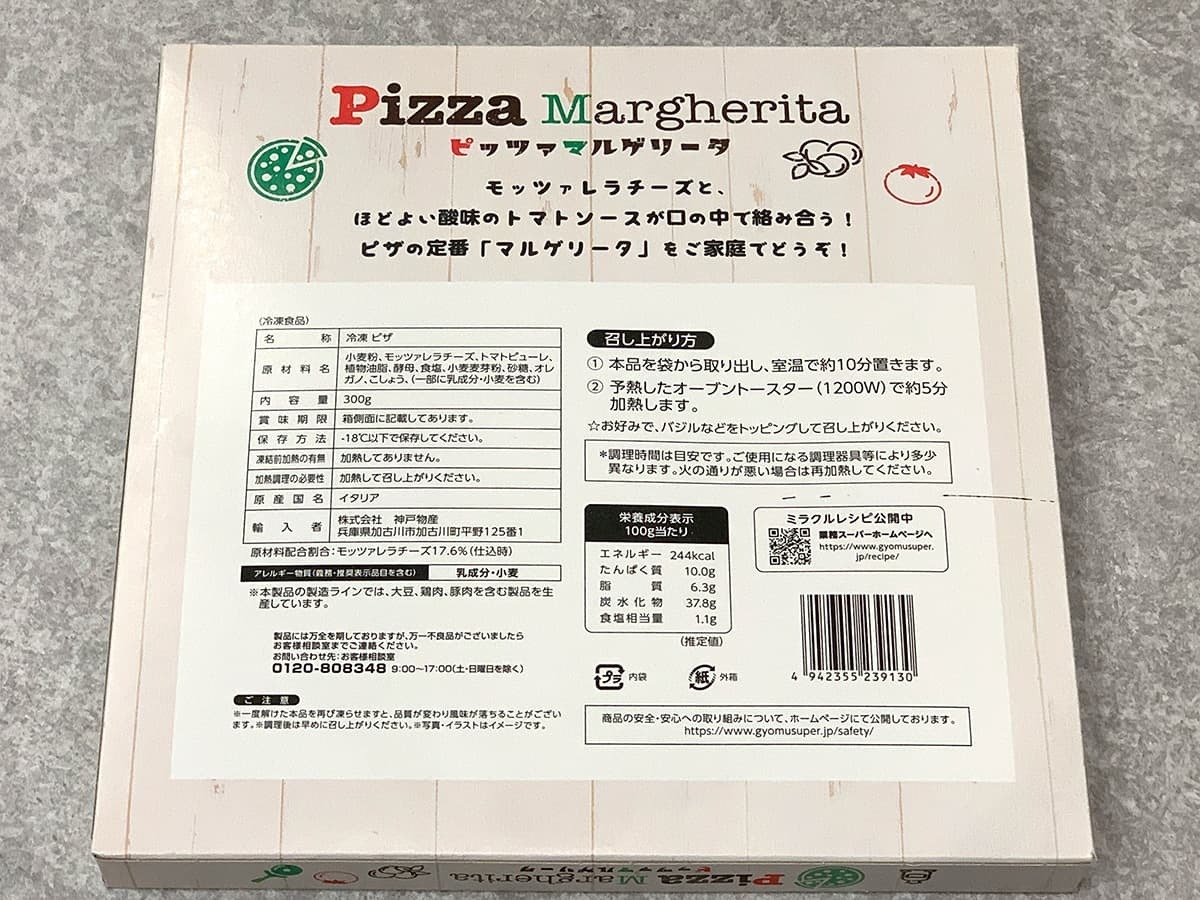 Pizza Margherita
ピッツァマルゲリータ
モッツァレラチーズと、
ほどよい酸味のトマトソースが口の中で絡み合う！
ピザの定番「マルゲリータ」をご家庭でどうぞ！
(冷凍食品)
名称 冷凍 ピザ
原材料名 小麦粉、モッツァレラチーズ、トマトピューレ、
植物油脂、酵母、食塩、小麦麦芽粉、砂糖、オレ
ガノ、こしょう、(一部に乳成分・小麦を含む)
内容量 300g
賞味期限 箱側面に記載してあります。
保存方法 -18℃以下で保存してください。
凍結前加熱の有無 加熱してありません。
加熱調理の必要性 加熱して召し上がりください。
原産国名 イタリア
輸入者 株式会社 神戸物産
兵庫県加古川市加古川町平野125番1
原材料配合割合：モッツァレラチーズ17.6%(仕込時)
アレルギー物質(義務・推奨表示品目を含む) 乳成分・小麦
※本製品の製造ラインでは、大豆、鶏肉、豚肉を含む製品を生
産しています。
製品には万全を期しておりますが、万一不良品がございましたら
お客様相談室までご連絡ください。
お問い合わせ先：お客様相談室
0120-808348 9:00〜17:00(土・日曜日を除く)
ご注意
※一度解けた本品を再び凍らせますと、品質が変わり風味が落ちることがござい
ます。※調理後は早めに召し上がりください。※写真・イラストはイメージです。
召し上がり方
① 本品を袋から取り出し、室温で約10分置きます。
② 予熱したオーブントースター(1200W)で約5分
加熱します。
☆お好みで、バジルなどをトッピングして召し上がりください。
＊調理時間は目安です。ご使用になる調理器具等により多少
異なります。火の通りが悪い場合は再加熱してください。
栄養成分表示
100g当たり
エネルギー 244kcal
たんぱく質 10.0g
脂質 6.3g
炭水化物 37.8g
食塩相当量 1.1g
(推定値)
ミラクルレシピ公開中
業務スーパーホームページへ
https://www.gyomusuper.
jp/recipe/
プラ 内袋
紙 外箱
4 942355 239130
商品の安全・安心への取り組みについて、ホームページにて公開しております。
https://www.gyomusuper.jp/safety/
Pizza Margherita
ピッツァマルゲリータ